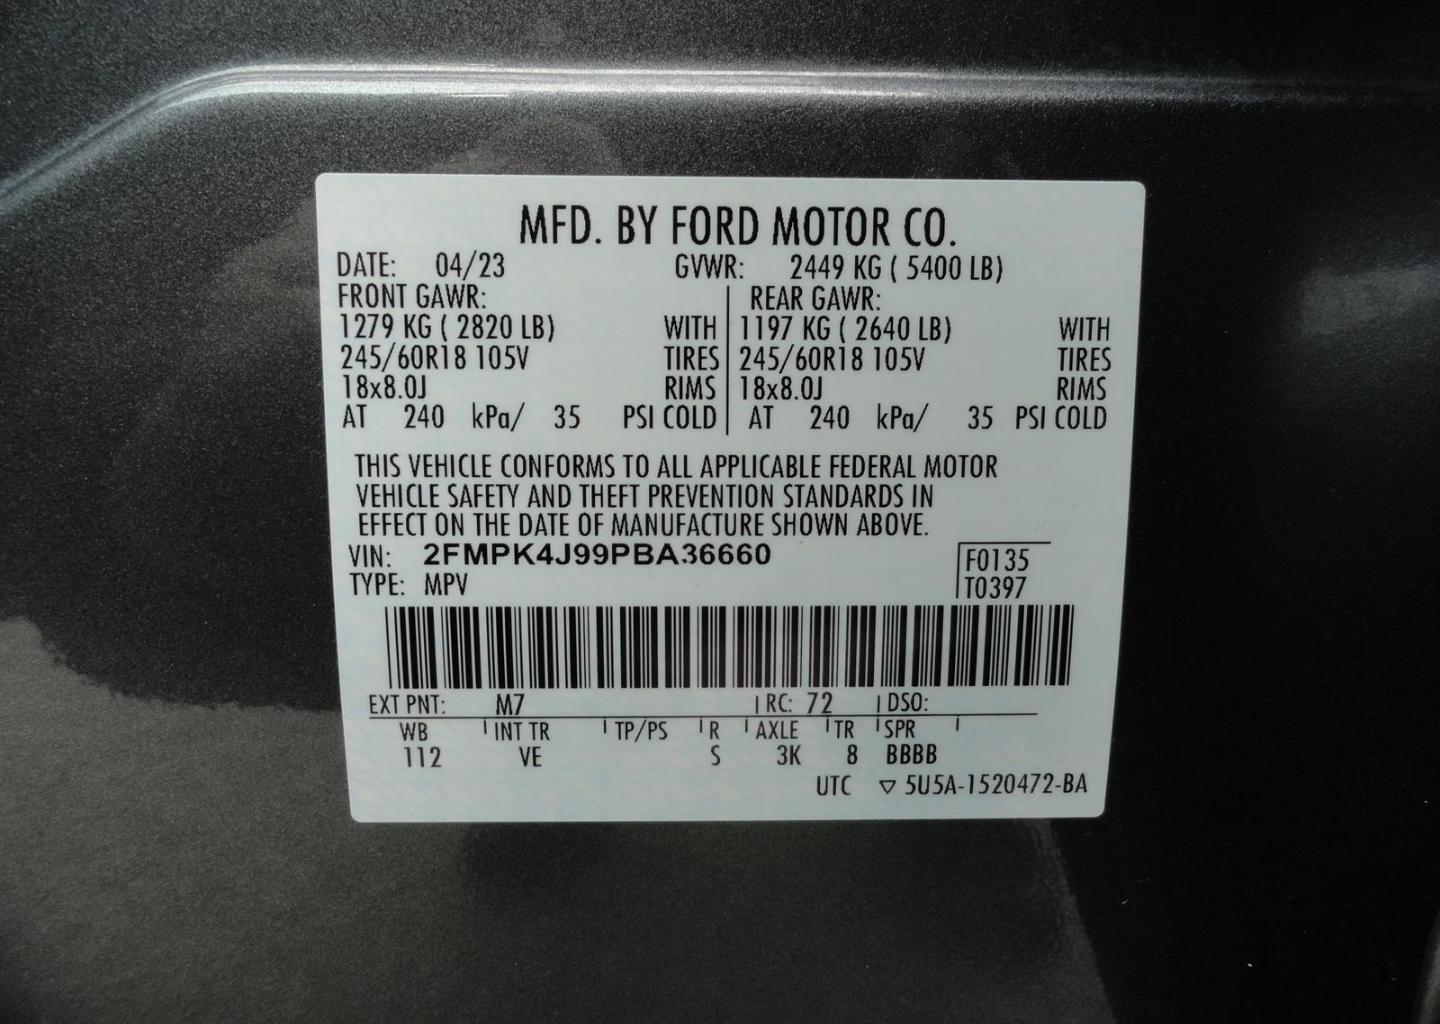 MFD. BY FORD MOTOR CO.
DATE: 04/23 GVWR: 2449 KG ( 5400 LB)
FRONT GAWR: REAR GAWR:
1279 KG ( 2820 LB) WITH 1197 KG ( 2640 LB) WITH
245/60R18 105V TIRES 245/60R18 105V TIRES
18x8.0J RIMS 18x8.0J RIMS
AT 240 kPa/ 35 PSI COLD AT 240 kPa/ 35 PSI COLD
THIS VEHICLE CONFORMS TO ALL APPLICABLE FEDERAL MOTOR
VEHICLE SAFETY AND THEFT PREVENTION STANDARDS IN
EFFECT ON THE DATE OF MANUFACTURE SHOWN ABOVE.
VIN: 2FMPK4J99PBA36660 F0135
TYPE: MPV T0397
EXT PNT: M7 RC: 72 DSO:
WB INT TR TP/PS R AXLE TR SPR
112 VE S 3K 8 BBBB
UTC ▽ 5U5A-1520472-BA